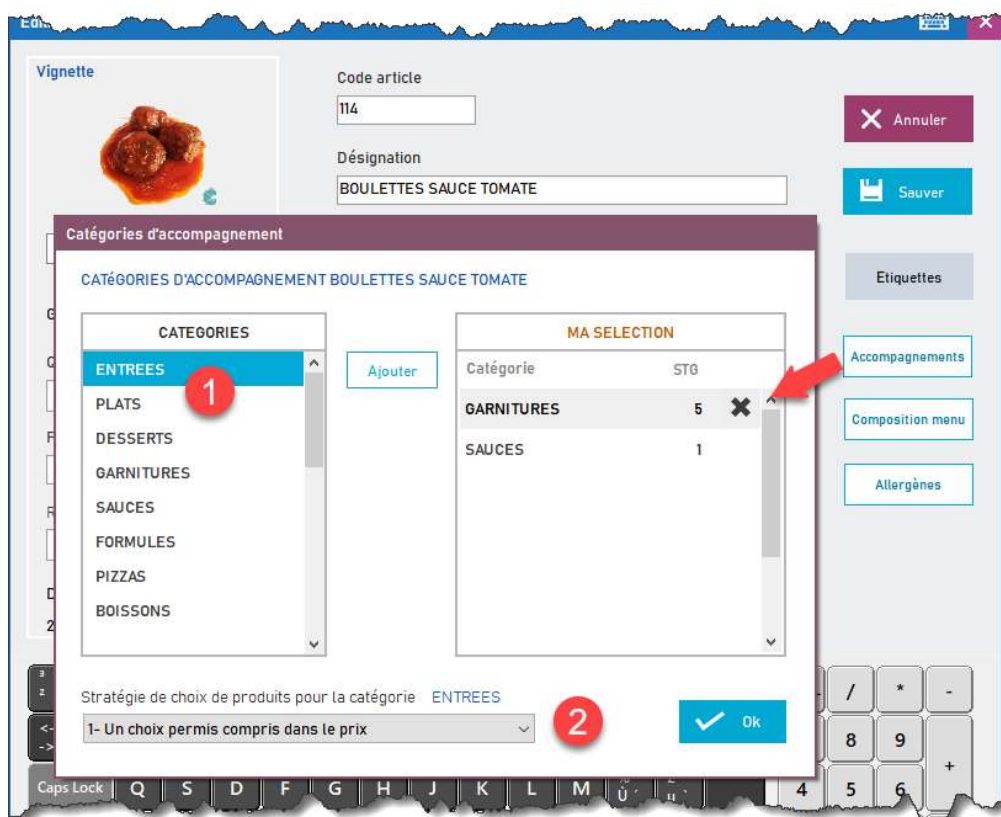 Vignette
Code article
114
Annuler
Désignation
BOULETTES SAUCE TOMATE
Sauver
Catégories d'accompagnement
CATéGORIES D'ACCOMPAGNEMENT BOULETTES SAUCE TOMATE
Etiquettes
CATEGORIES
MA SELECTION
ENTREES
Ajouter
Catégorie STG
Accompagnements
1
PLATS
GARNITURES 5
Composition menu
DESSERTS
SAUCES 1
GARNITURES
Allergènes
SAUCES
FORMULES
PIZZAS
BOISSONS
Stratégie de choix de produits pour la catégorie ENTREES
1- Un choix permis compris dans le prix
2
Ok
/ * -
8 9
+
Caps Lock Q S D F G H J K L M Ù 4 5 6